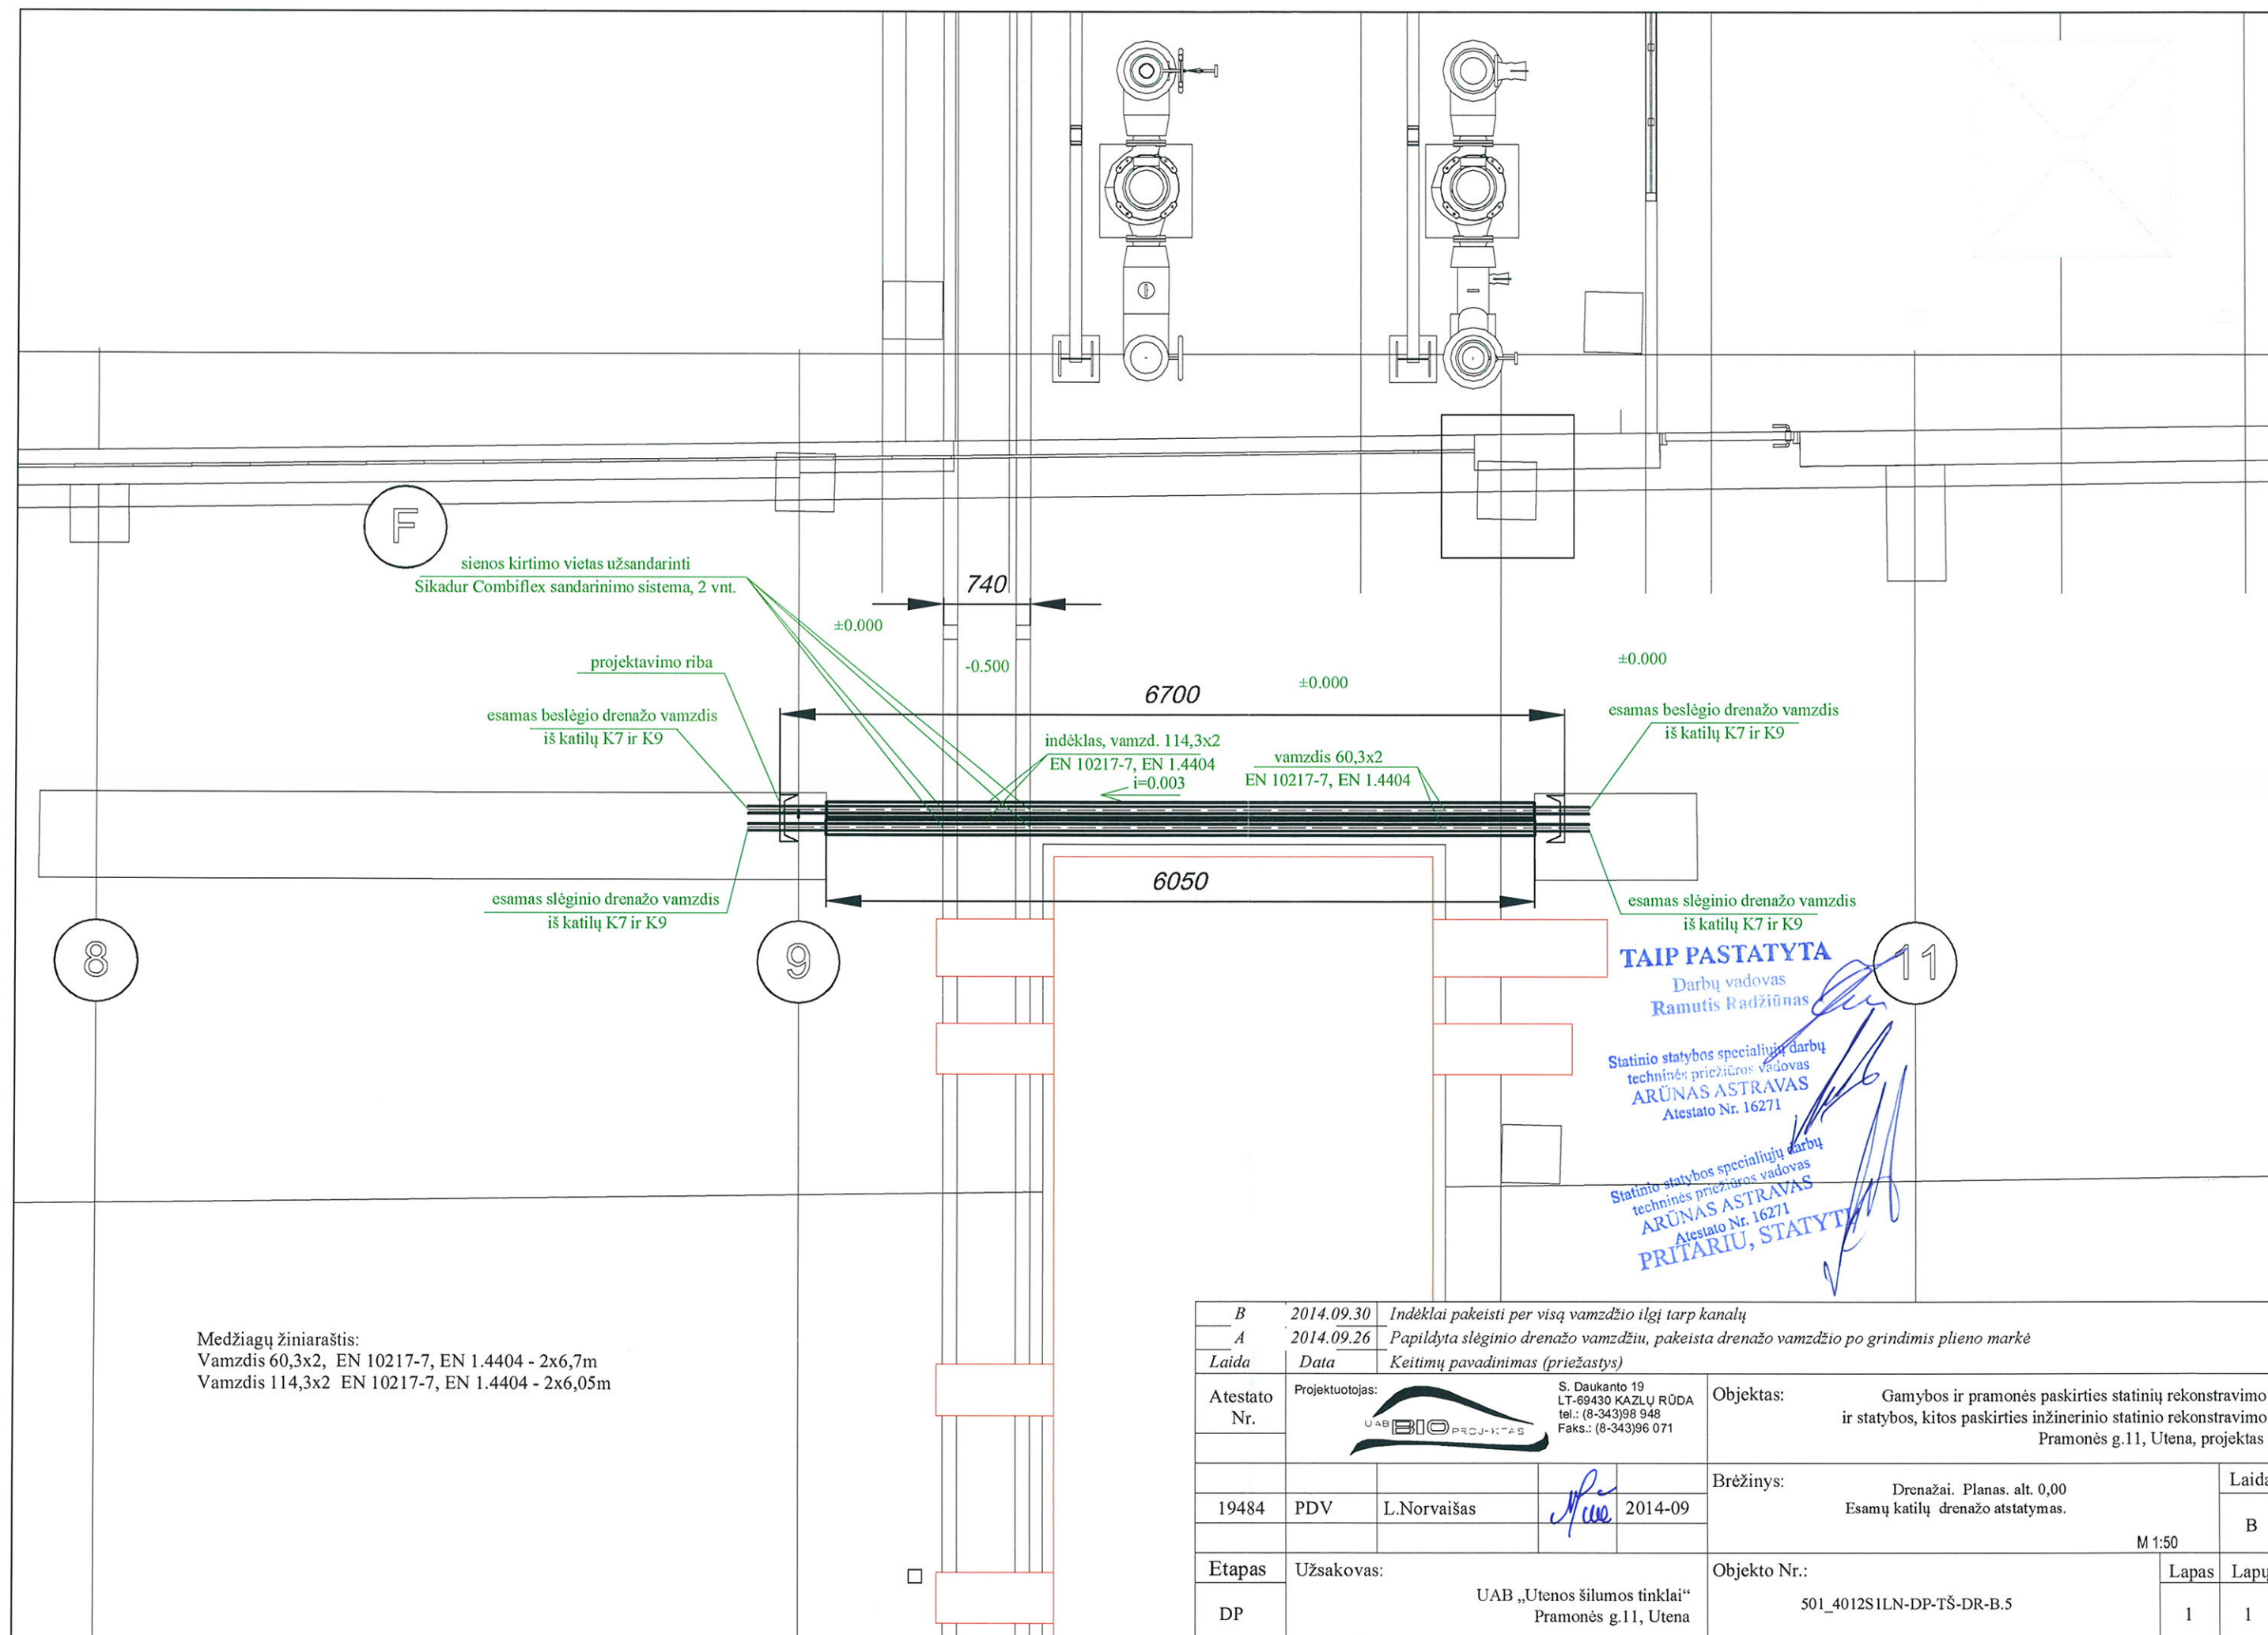 F
sienos kirtimo vietas užsandarinti
Sikadur Combiflex sandarinimo sistema, 2 vnt.
740
±0.000
-0.500
projektavimo riba
±0.000
±0.000
6700
esamas beslėgio drenažo vamzdis
iš katilų K7 ir K9
indėklas, vamzd. 114,3x2
EN 10217-7, EN 1.4404
i=0.003
vamzdis 60,3x2
EN 10217-7, EN 1.4404
esamas beslėgio drenažo vamzdis
iš katilų K7 ir K9
6050
esamas slėginio drenažo vamzdis
iš katilų K7 ir K9
esamas slėginio drenažo vamzdis
iš katilų K7 ir K9
8
9
11
TAIP PASTATYTA
Darbų vadovas
Ramutis Radžiūnas
Statinio statybos specialiųjų darbų
techninės priežiūros vadovas
ARŪNAS ASTRAVAS
Atestato Nr. 16271
Statinio statybos specialiųjų darbų
techninės priežiūros vadovas
ARŪNAS ASTRAVAS
Atestato Nr. 16271
PRITARIU, STATYTI
Medžiagų žiniaraštis:
Vamzdis 60,3x2, EN 10217-7, EN 1.4404 - 2x6,7m
Vamzdis 114,3x2 EN 10217-7, EN 1.4404 - 2x6,05m
B 2014.09.30 Indėklai pakeisti per visą vamzdžio ilgį tarp kanalų
A 2014.09.26 Papildyta slėginio drenažo vamzdžiu, pakeista drenažo vamzdžio po grindimis plieno markė
Laida Data Keitimų pavadinimas (priežastys)
Atestato
Nr.
Projektuotojas:
UAB BIO PROJ-KTAS
S. Daukanto 19
LT-69430 KAZLŲ RŪDA
tel.: (8-343)98 948
Faks.: (8-343)96 071
Objektas:
Gamybos ir pramonės paskirties statinių rekonstravimo
ir statybos, kitos paskirties inžinerinio statinio rekonstravimo
Pramonės g.11, Utena, projektas
19484 PDV L.Norvaišas 2014-09
Brėžinys:
Drenažai. Planas. alt. 0,00
Esamų katilų drenažo atstatymas.
M 1:50
Laida
B
Etapas
DP
Užsakovas:
UAB „Utenos šilumos tinklai“
Pramonės g.11, Utena
Objekto Nr.:
501_4012S1LN-DP-TŠ-DR-B.5
Lapas Lapų
1 1